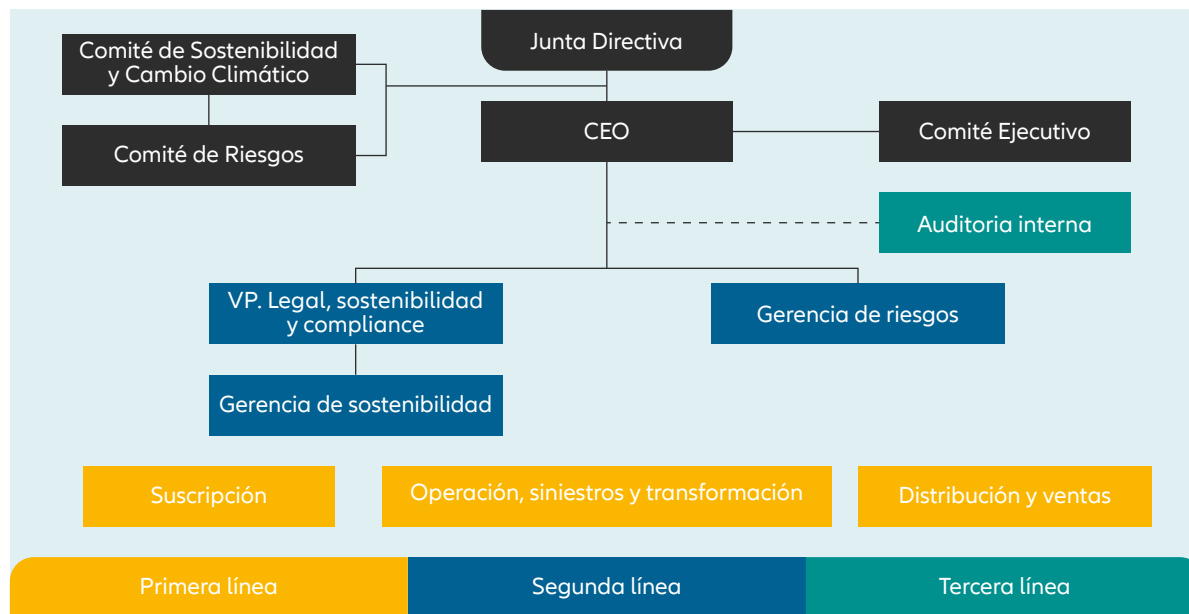 Junta Directiva
Comité de Sostenibilidad
y Cambio Climático
CEO
Comité Ejecutivo
Comité de Riesgos
Auditoria interna
VP. Legal, sostenibilidad
y compliance
Gerencia de riesgos
Gerencia de sostenibilidad
Suscripción
Operación, siniestros y transformación
Distribución y ventas
Primera línea
Segunda línea
Tercera línea